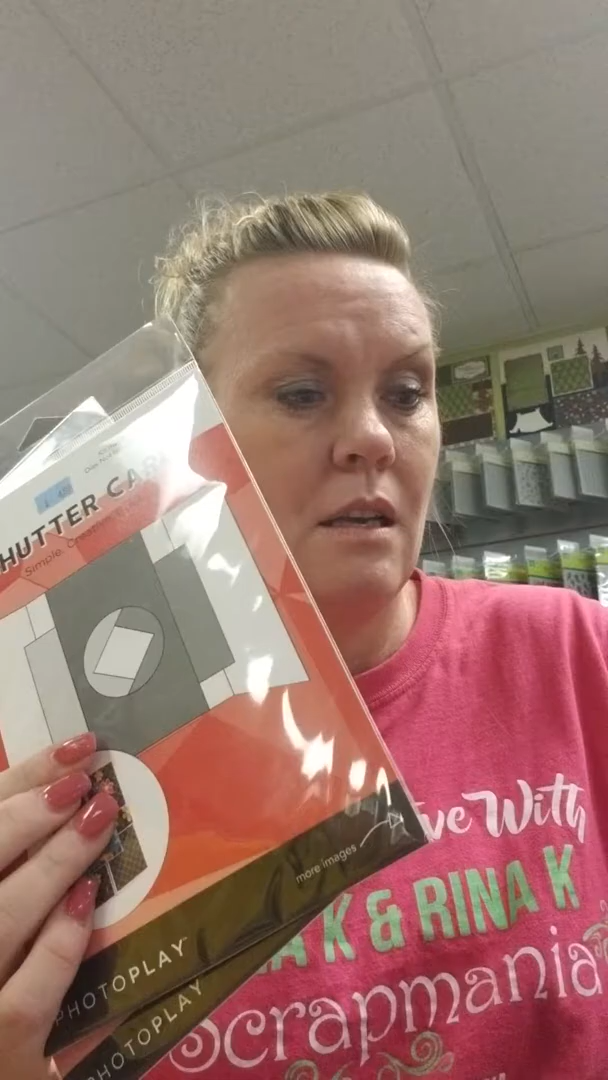 HUTTER CAR
Simple. Creat
more images
PHOTOPLAY
PHOTOPLAY
ve With
A K & RINA K
Scrapmania